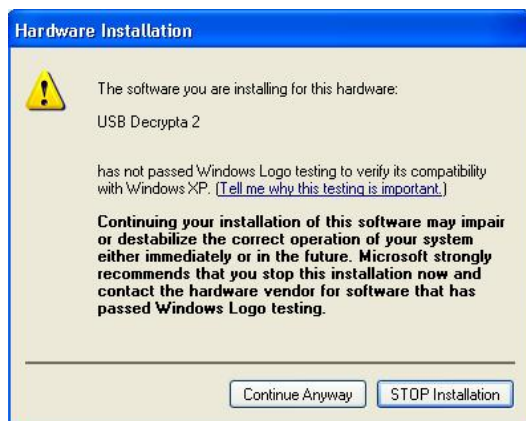 Hardware Installation
The software you are installing for this hardware:
USB Decrypta 2
has not passed Windows Logo testing to verify its compatibility
with Windows XP. (Tell me why this testing is important.)
Continuing your installation of this software may impair
or destabilize the correct operation of your system
either immediately or in the future. Microsoft strongly
recommends that you stop this installation now and
contact the hardware vendor for software that has
passed Windows Logo testing.
Continue Anyway
STOP Installation